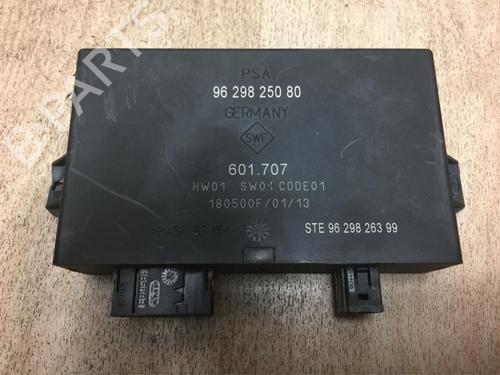 PSA
96 298 250 80
GERMANY
SWF
601.707
HW01 SW01 CODE01
180500F/01/13
STE 96 298 263 99
B-PARTS